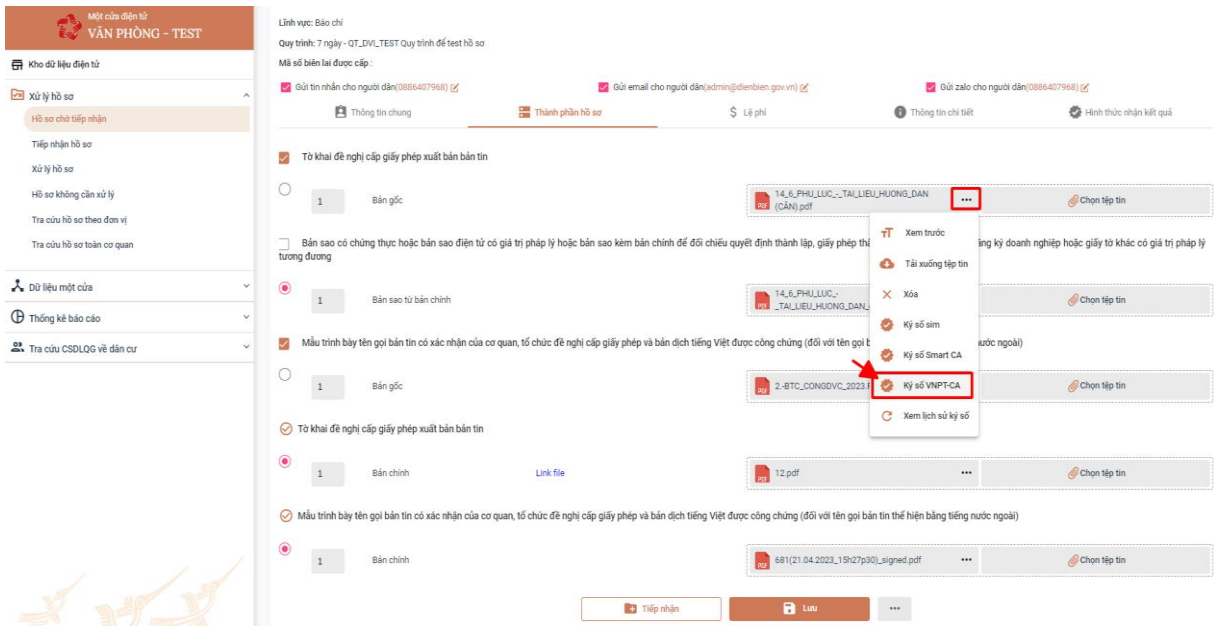 Một cửa điện tử
VĂN PHÒNG - TEST
Kho dữ liệu điện tử
Xử lý hồ sơ
Hồ sơ chờ tiếp nhận
Tiếp nhận hồ sơ
Xử lý hồ sơ
Hồ sơ không cần xử lý
Tra cứu hồ sơ theo đơn vị
Tra cứu hồ sơ toàn cơ quan
Dữ liệu một cửa
Thống kê báo cáo
Tra cứu CSDLQG về dân cư
Lĩnh vực: Báo chí
Quy trình: 7 ngày - QT_DVI_TEST Quy trình để test hồ sơ
Mã số biên lai được cấp :
Gửi tin nhắn cho người dân(0886407968) Gửi email cho người dân(admin@dienbien.gov.vn) Gửi zalo cho người dân(0886407968)
Thông tin chung Thành phần hồ sơ Lệ phí Thông tin chi tiết Hình thức nhận kết quả
Tờ khai đề nghị cấp giấy phép xuất bản bản tin
1 Bản gốc 14_6_PHU_LUC_-_TAI_LIEU_HUONG_DAN ••• Chọn tệp tin
(CÂN).pdf
Bản sao có chứng thực hoặc bản sao điện tử có giá trị pháp lý hoặc bản sao kèm bản chính để đối chiếu quyết định thành lập, giấy phép ký doanh nghiệp hoặc giấy tờ khác có giá trị pháp lý
tương đương
1 Bản sao từ bản chính 14_6_PHU_LUC_- Chọn tệp tin
_TAI_LIEU_HUONG_DAN_
Mẫu trình bày tên gọi bản tin có xác nhận của cơ quan, tổ chức đề nghị cấp giấy phép và bản dịch tiếng Việt được công chứng (đối với tên gọi nước ngoài)
1 Bản gốc 2.-BTC_CONGDVC_2023. Chọn tệp tin
Xem trước
Tải xuống tệp tin
Xóa
Ký số sim
Ký số Smart CA
Ký số VNPT-CA
Xem lịch sử ký số
Tờ khai đề nghị cấp giấy phép xuất bản bản tin
1 Bản chính Link file 12.pdf ••• Chọn tệp tin
Mẫu trình bày tên gọi bản tin có xác nhận của cơ quan, tổ chức đề nghị cấp giấy phép và bản dịch tiếng Việt được công chứng (đối với tên gọi bản tin thể hiện bằng tiếng nước ngoài)
1 Bản chính 681(21.04.2023_15h27p30)_signed.pdf ••• Chọn tệp tin
Tiếp nhận Lưu •••